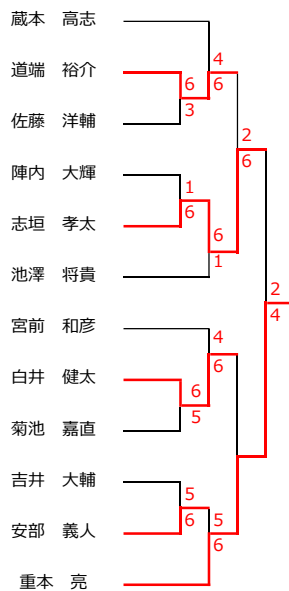 蔵本　高志
4
道端　裕介
6
6
3
佐藤　洋輔
2
6
陣内　大輝
1
志垣　孝太
6
6
1
池澤　将貴
2
4
宮前　和彦
4
6
白井　健太
6
5
菊池　嘉直
吉井　大輔
5
安部　義人
6
5
6
重本　亮